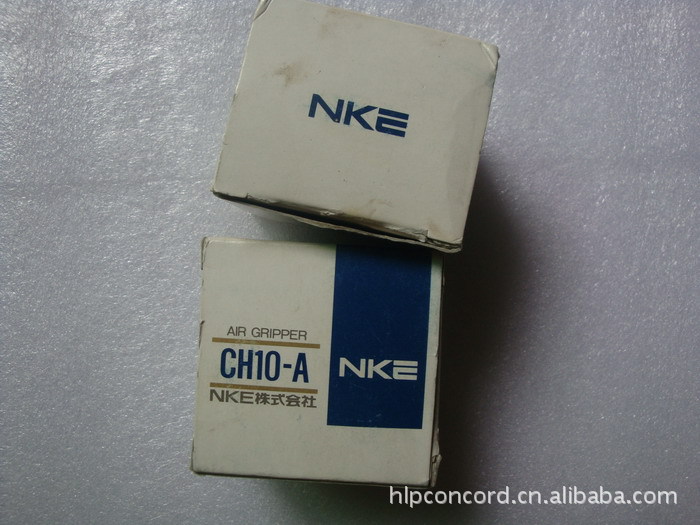 NKE
AIR GRIPPER
CH10-A
NKE株式会社
NKE
hlpconcord.cn.alibaba.com